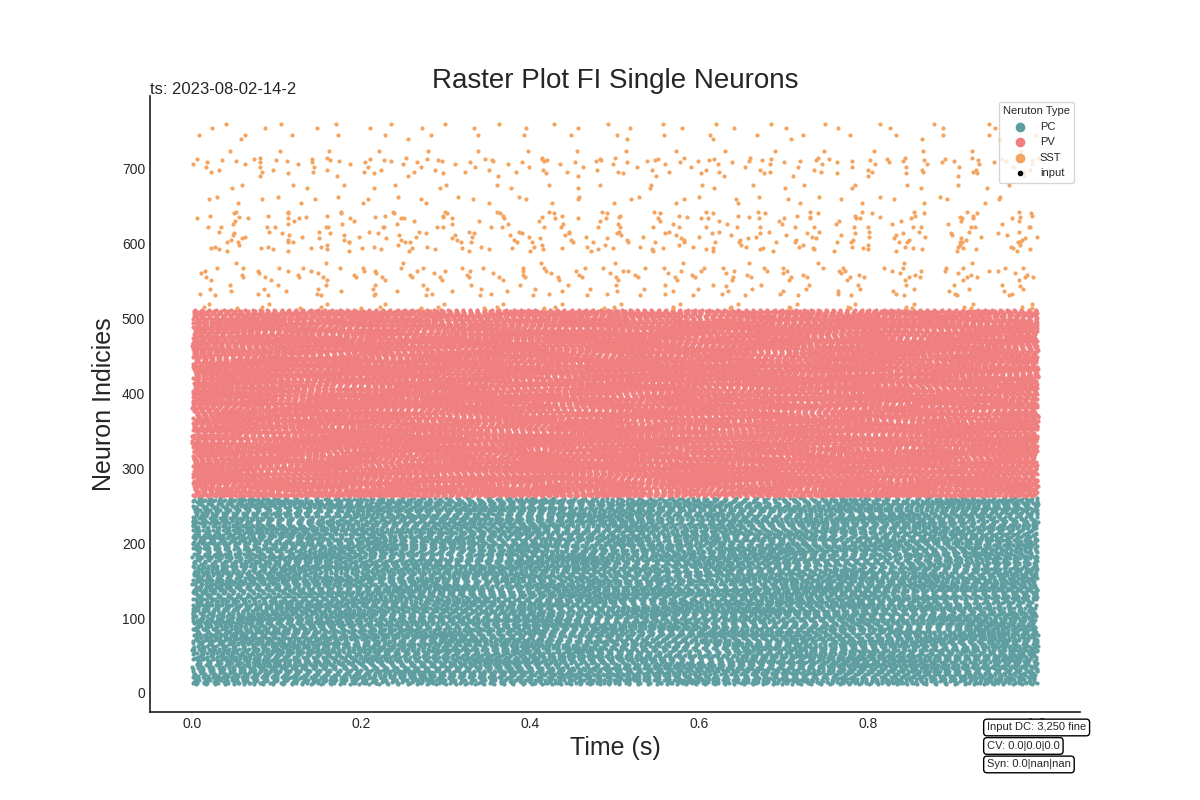 Raster Plot FI Single Neurons
ts: 2023-08-02-14-2
Neruton Type
PC
PV
SST
input
Neuron Indicies
700
600
500
400
300
200
100
0
0.0 0.2 0.4 0.6 0.8
Time (s)
Input DC: 3,250 fine
CV: 0.0|0.0|0.0
Syn: 0.0|nan|nan